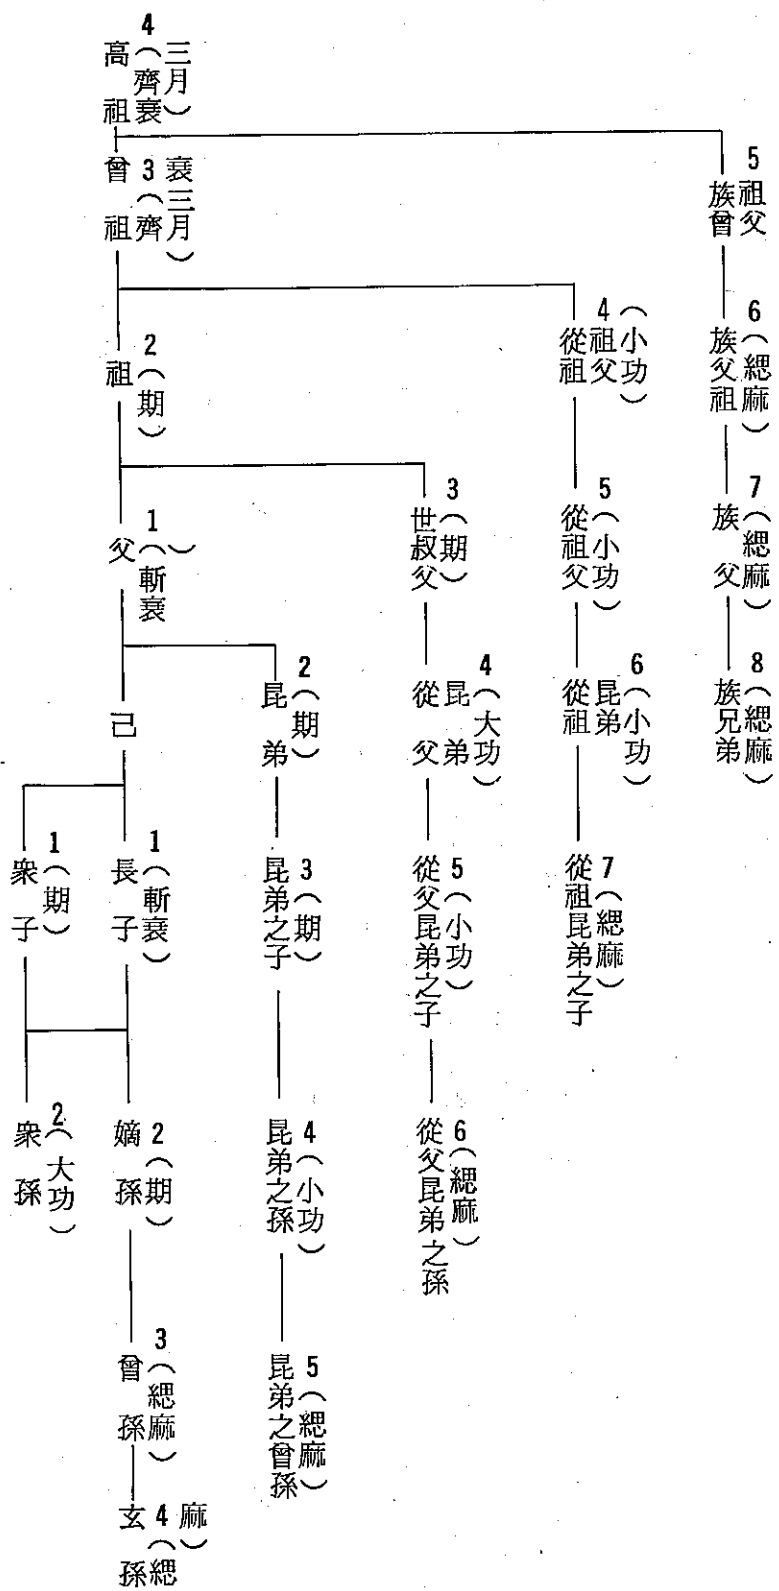 5 族曾祖父
6（緦麻）族父祖
7（緦麻）族父
8（緦麻）族兄弟
4（小功）從祖祖父
5（小功）從祖父
6（小功）從祖昆弟
7（緦麻）從祖昆弟之子
3（期）世叔父
4（大功）從父昆弟
5（小功）從父昆弟之子
6（緦麻）從父昆弟之孫
2（期）昆弟
3（期）昆弟之子
4（小功）昆弟之孫
5（緦麻）昆弟之曾孫
4（齊衰三月）高祖
3（齊衰三月）曾祖
2（期）祖
1（斬衰）父
己
1（斬衰）長子
2（期）嫡孫
3（緦麻）曾孫
4（緦麻）玄孫
1（期）衆子
2（大功）衆孫